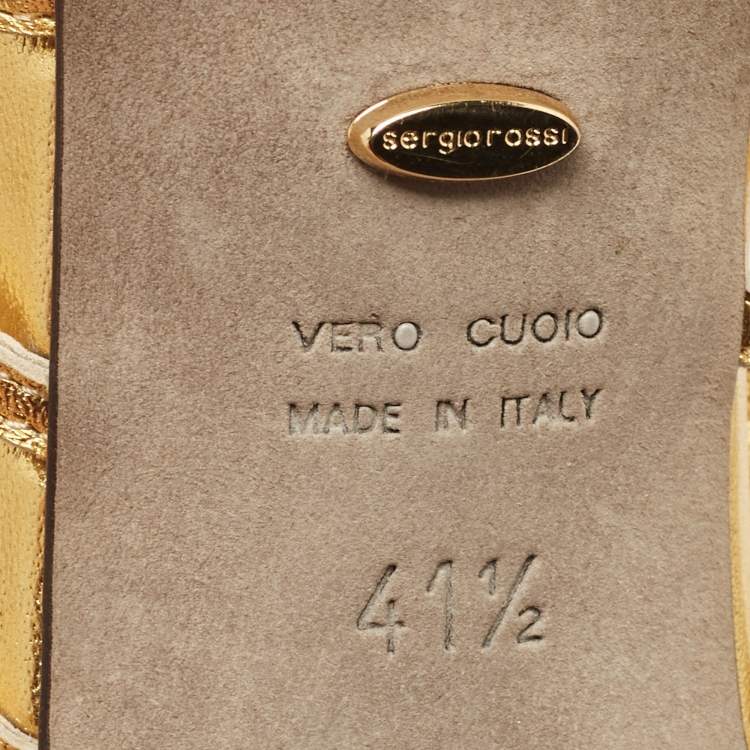 sergiorossi
VERO CUOIO
MADE IN ITALY
41½